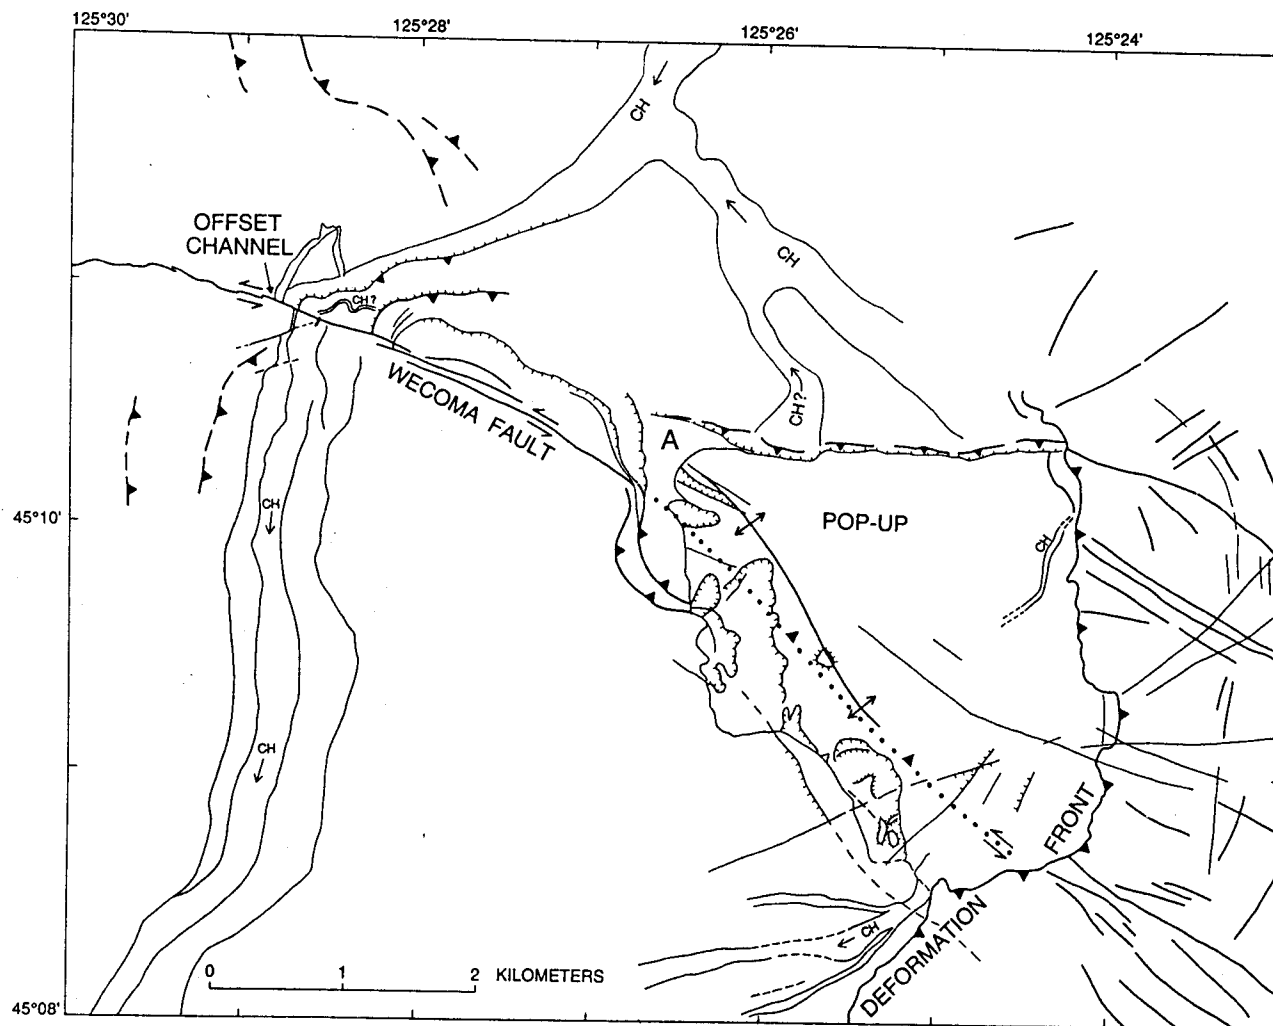 125°30'
125°28'
125°26'
125°24'
CH
OFFSET
CHANNEL
CH
CH?
WECOMA FAULT
CH?
A
45°10'
CH
POP-UP
CH
CH
FRONT
CH
DEFORMATION
0 1 2 KILOMETERS
45°08'